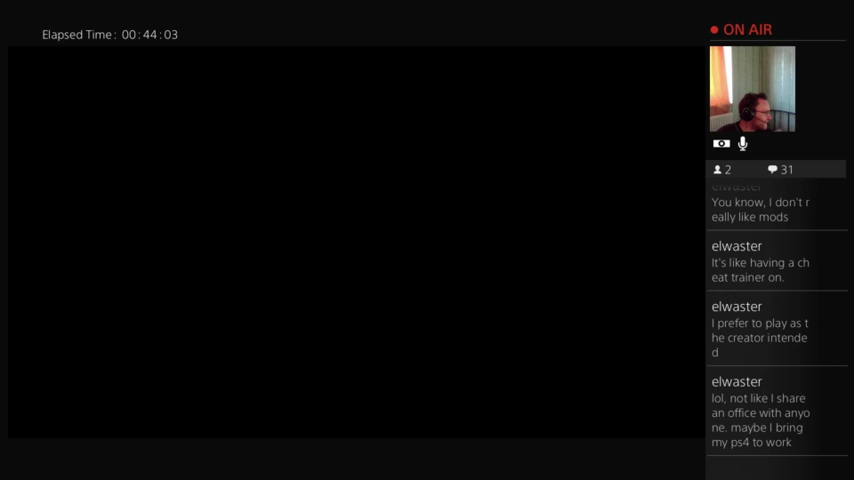 Elapsed Time: 00:44:03
ON AIR
2 31
elwaster
You know, I don't r
eally like mods
elwaster
It's like having a ch
eat trainer on.
elwaster
I prefer to play as t
he creator intende
d
elwaster
lol, not like I share
an office with anyo
ne. maybe I bring
my ps4 to work